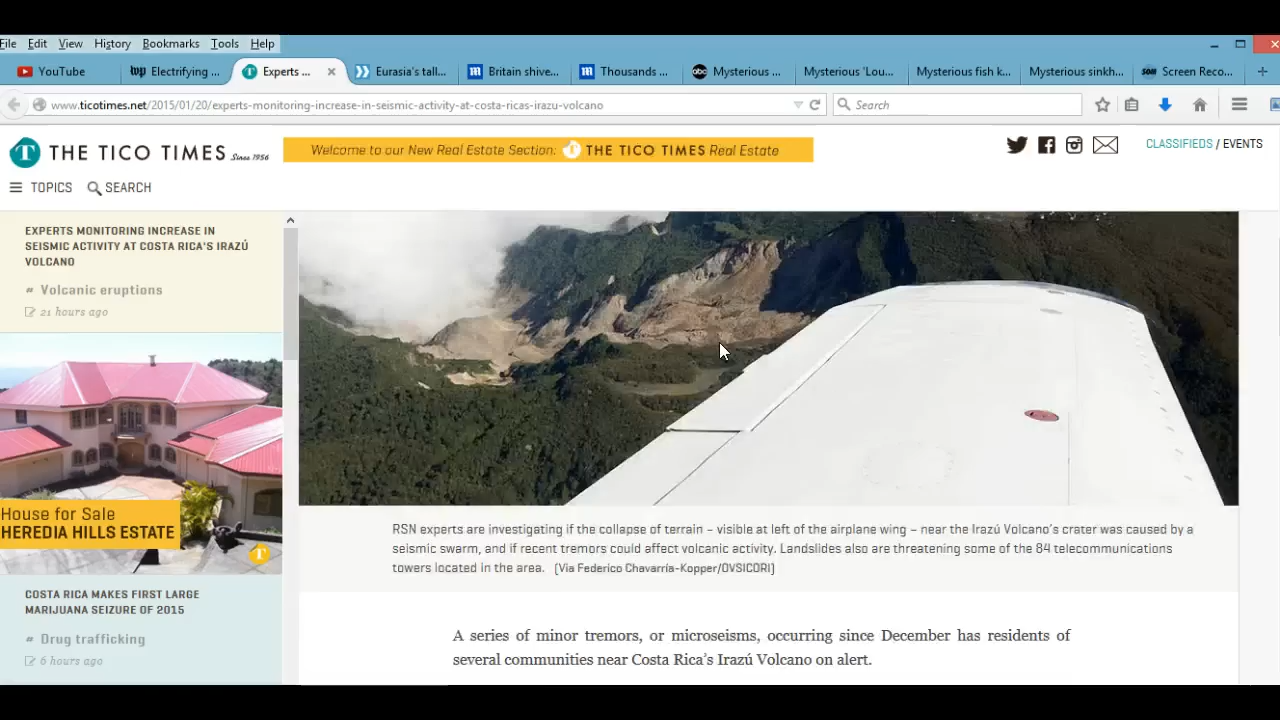 File Edit View History Bookmarks Tools Help
YouTube
Electrifying ...
Experts ...
Eurasia's tall...
Britain shive...
Thousands ...
Mysterious ...
Mysterious 'Lou...
Mysterious fish k...
Mysterious sinkh...
Screen Reco...
www.ticotimes.net/2015/01/20/experts-monitoring-increase-in-seismic-activity-at-costa-ricas-irazu-volcano
Search
THE TICO TIMES Since 1956
Welcome to our New Real Estate Section: THE TICO TIMES Real Estate
CLASSIFIEDS / EVENTS
TOPICS SEARCH
EXPERTS MONITORING INCREASE IN
SEISMIC ACTIVITY AT COSTA RICA'S IRAZÚ
VOLCANO
# Volcanic eruptions
21 hours ago
House for Sale
HEREDIA HILLS ESTATE
COSTA RICA MAKES FIRST LARGE
MARIJUANA SEIZURE OF 2015
# Drug trafficking
6 hours ago
RSN experts are investigating if the collapse of terrain – visible at left of the airplane wing – near the Irazú Volcano's crater was caused by a
seismic swarm, and if recent tremors could affect volcanic activity. Landslides also are threatening some of the 84 telecommunications
towers located in the area. (Via Federico Chavarría-Kopper/OVSICORI)
A series of minor tremors, or microseisms, occurring since December has residents of
several communities near Costa Rica's Irazú Volcano on alert.